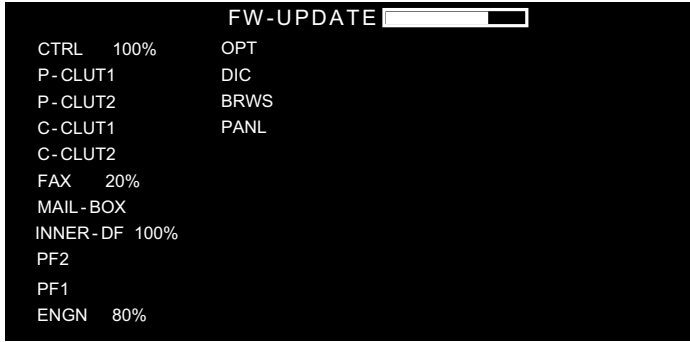 FW-UPDATE
CTRL 100%
P-CLUT1
P-CLUT2
C-CLUT1
C-CLUT2
FAX 20%
MAIL-BOX
INNER-DF 100%
PF2
PF1
ENGN 80%
OPT
DIC
BRWS
PANL